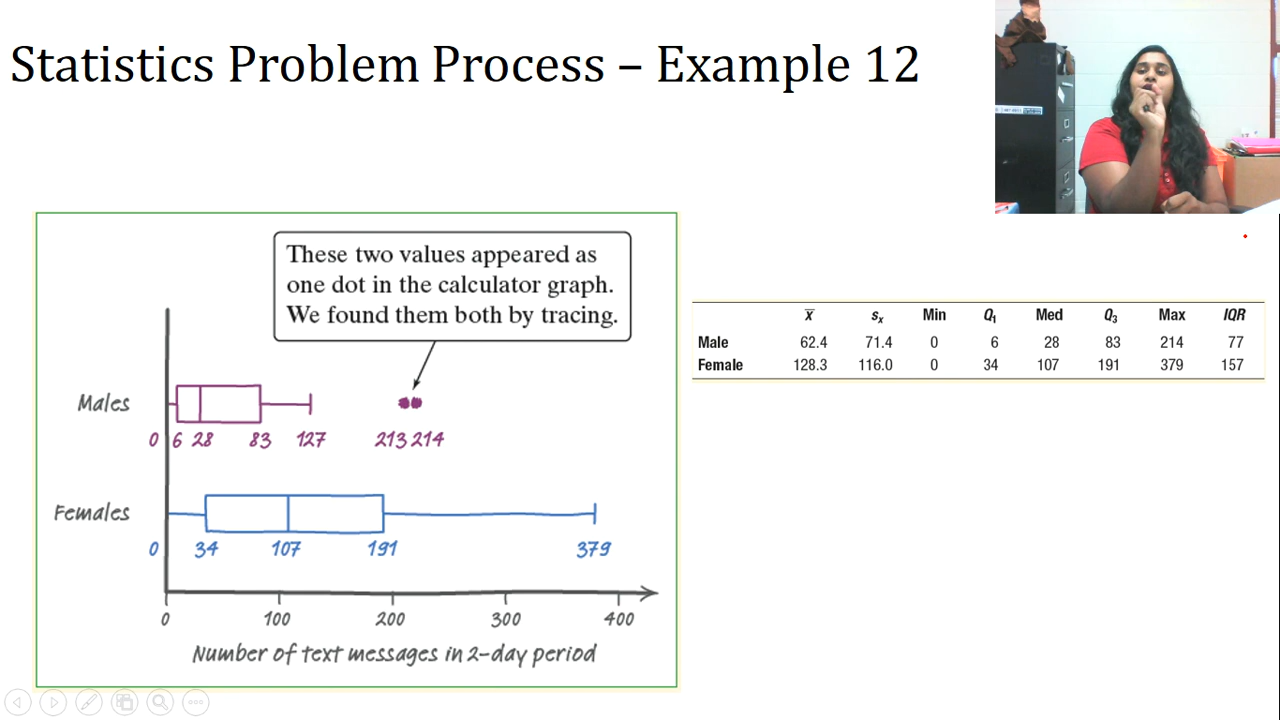 Statistics Problem Process – Example 12
These two values appeared as
one dot in the calculator graph.
We found them both by tracing.
Males
0 6 28 83 127 213 214
Females
0 34 107 191 379
0 100 200 300 400
Number of text messages in 2-day period
x̅ sₓ Min Q₁ Med Q₃ Max IQR
Male 62.4 71.4 0 6 28 83 214 77
Female 128.3 116.0 0 34 107 191 379 157